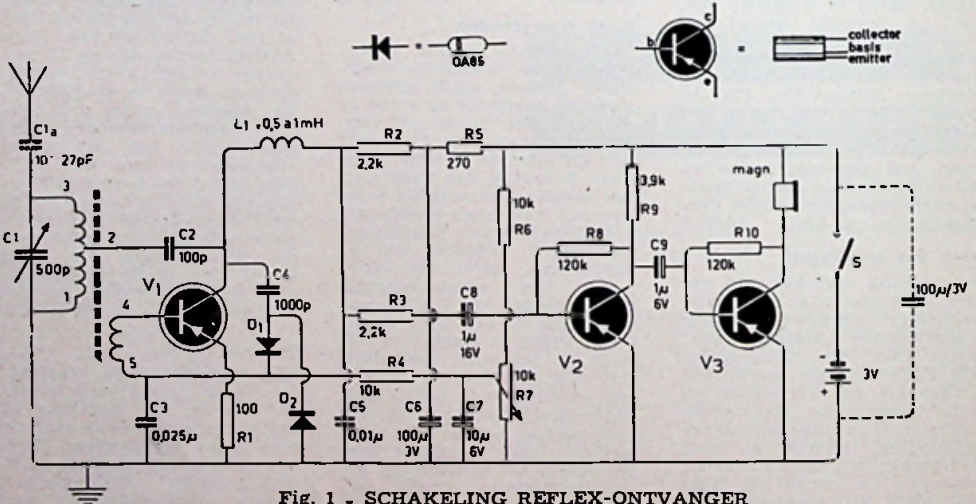 OA85
b
c
e
collector
basis
emitter
C1a
10 27pF
L1 = 0,5 a 1mH
R2
2,2k
R5
270
magn
3
2
1
4
5
C1
500p
C2
100p
V1
C4
1000p
D1
D2
C3
0,025μ
100
R1
R3
2,2k
R4
10k
C5
0,01μ
C6
100μ
3V
C7
10μ
6V
C8
1μ
16V
10k
R6
10k
R7
R8
120k
3,9k
R9
C9
1μ
6V
R10
120k
V2
V3
S
-
3V
+
100μ/3V
Fig. 1 - SCHAKELING REFLEX-ONTVANGER